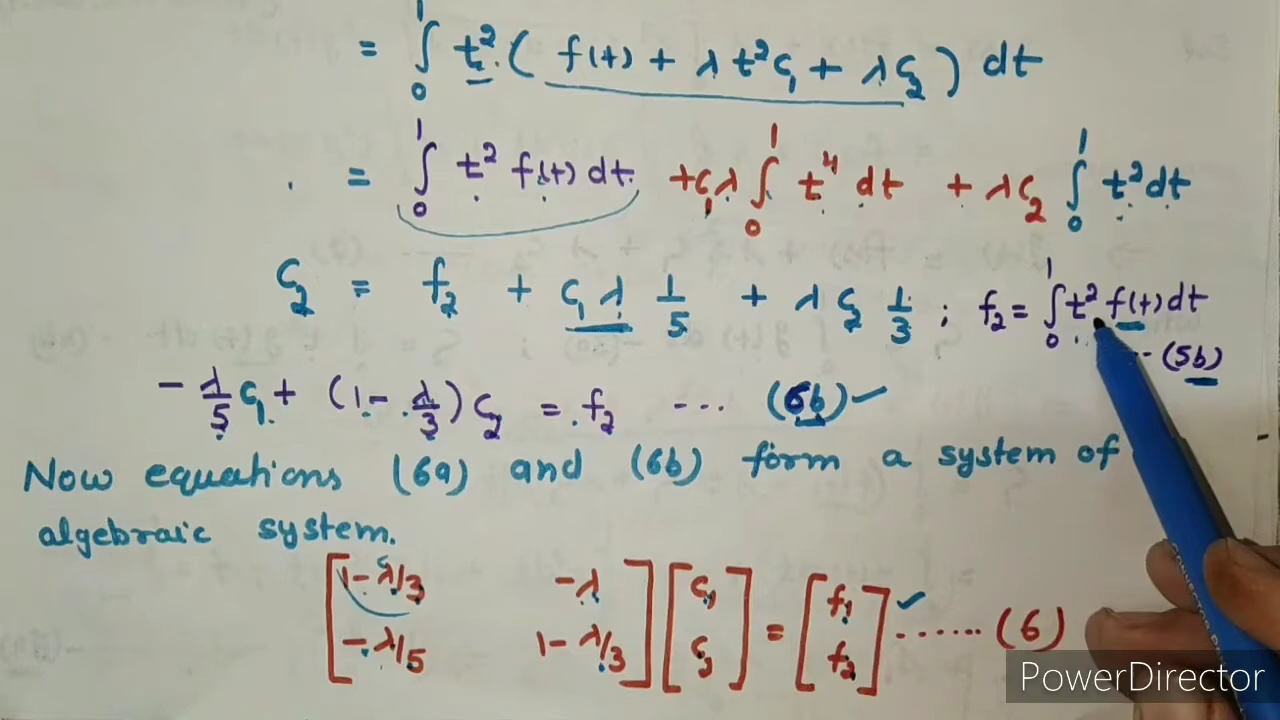 = ∫₀¹ t² ( f(t) + λ t² c₁ + λ c₂ ) dt
= ∫₀¹ t² f(t) dt + c₁ λ ∫₀¹ t⁴ dt + λ c₂ ∫₀¹ t² dt
c₂ = f₂ + c₁ λ 1/5 + λ c₂ 1/3 ; f₂ = ∫₀¹ t² f(t) dt
-- (5b)
- λ/5 c₁ + (1 - λ/3) c₂ = f₂ --- (6b)
Now equations (6a) and (6b) form a system of
algebraic system.
[1-λ/3 -λ] [c₁] = [f₁]
[-λ/5 1-λ/3] [c₂] [f₂] ...... (6)
PowerDirector